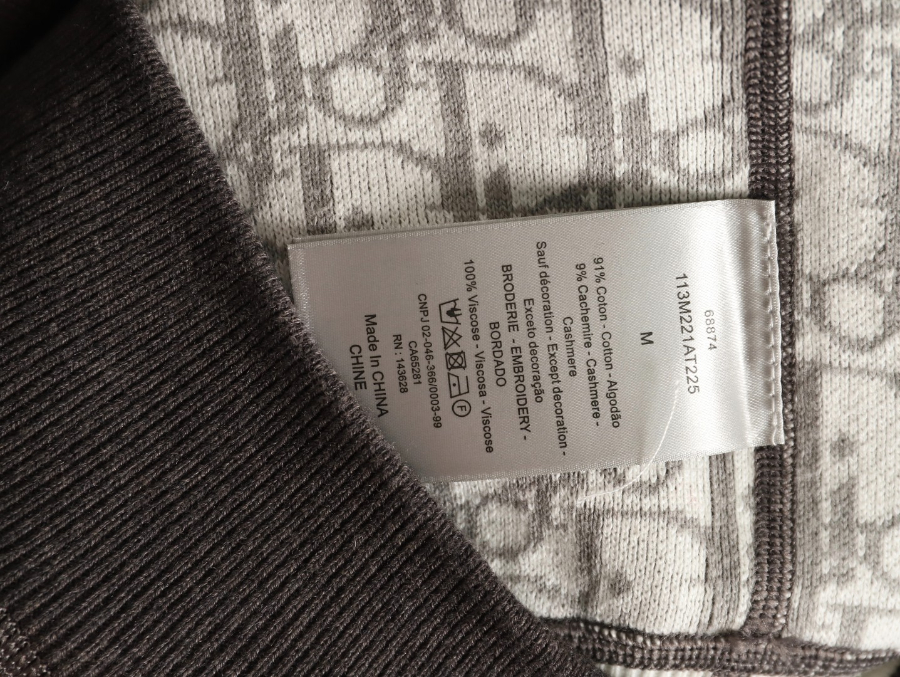 68874
113M221AT225
M
91% Coton - Cotton - Algodão
9% Cachemire - Cashmere -
Cashmere
Sauf décoration - Except decoration -
Exceto decoração
BRODERIE - EMBROIDERY -
BORDADO
100% Viscose - Viscosa - Viscose
F
CNPJ 02-046-366/0003-99
CA65281
RN : 143628
Made In CHINA
CHINE